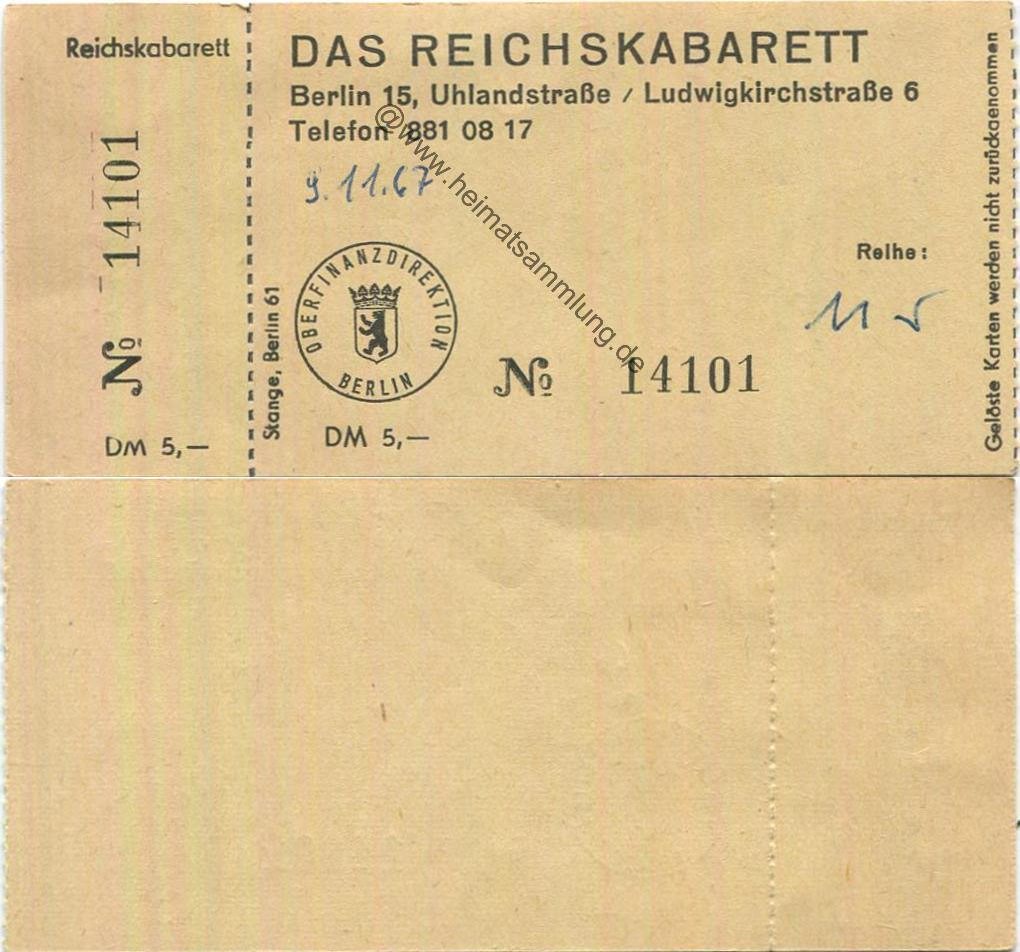 Reichskabarett
No 14101
DM 5,—
DAS REICHSKABARETT
Berlin 15, Uhlandstraße / Ludwigkirchstraße 6
Telefon 881 08 17
9.11.67
@www.heimatsammlung.de
Stange, Berlin 61
OBERFINANZDIREKTION
BERLIN
DM 5,—
No 14101
Reihe:
11 5
Gelöste Karten werden nicht zurückgenommen